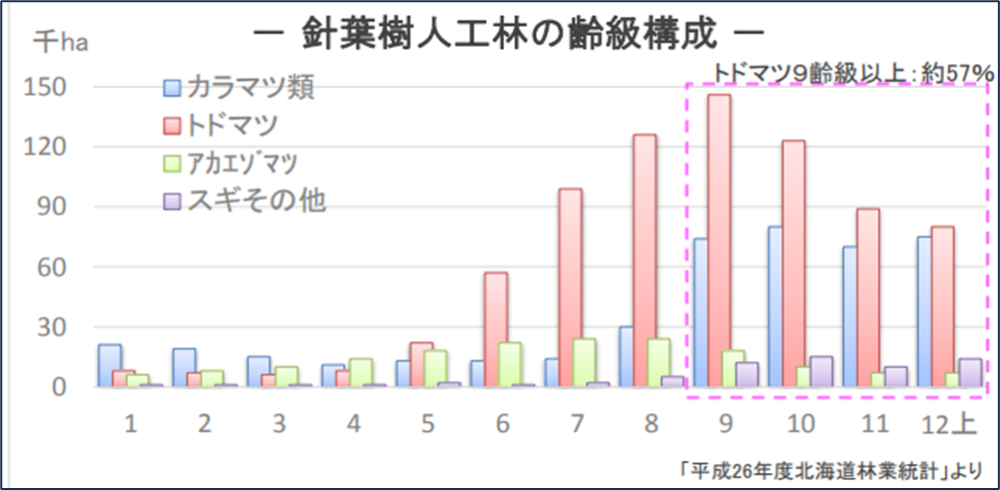 ― 針葉樹人工林の齢級構成 ―
千ha
トドマツ9齢級以上:約57%
カラマツ類
トドマツ
アカエゾマツ
スギその他
150
120
90
60
30
0
1 2 3 4 5 6 7 8 9 10 11 12上
「平成26年度北海道林業統計」より